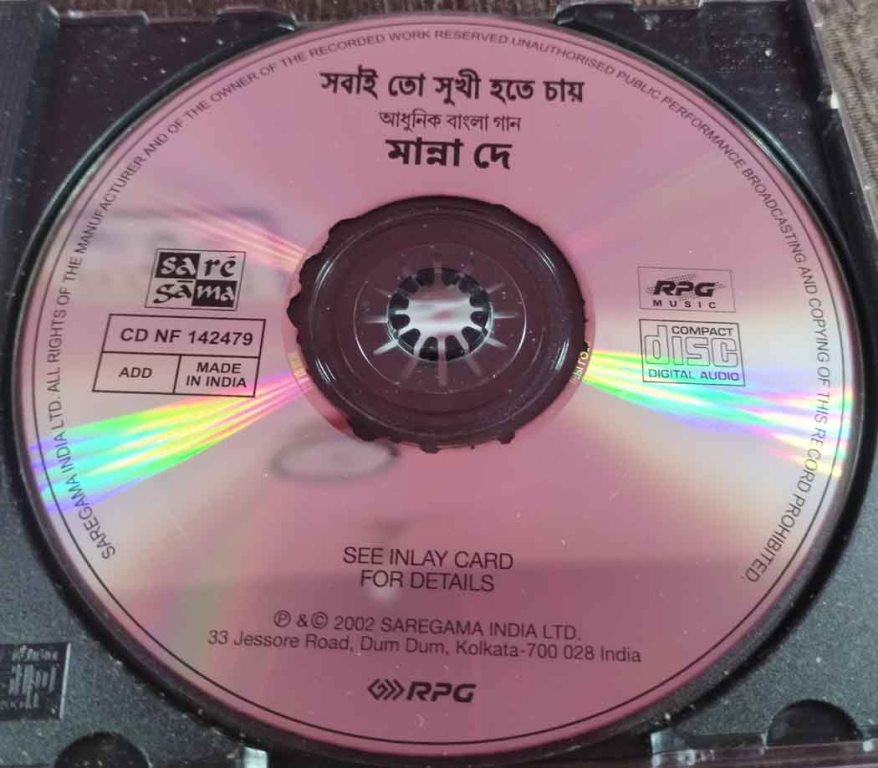 SAREGAMA INDIA LTD. ALL RIGHTS OF THE MANUFACTURER AND OF THE OWNER OF THE RECORDED WORK RESERVED. UNAUTHORISED PUBLIC PERFORMANCE BROADCASTING AND COPYING OF THIS RECORD PROHIBITED.
সবাই তো সুখী হতে চায়
আধুনিক বাংলা গান
মান্না দে
sa ré
gāma
CD NF 142479
ADD
MADE
IN INDIA
RPG
MUSIC
COMPACT
disc
DIGITAL AUDIO
SEE INLAY CARD
FOR DETAILS
℗ & © 2002 SAREGAMA INDIA LTD.
33 Jessore Road, Dum Dum, Kolkata-700 028 India
RPG